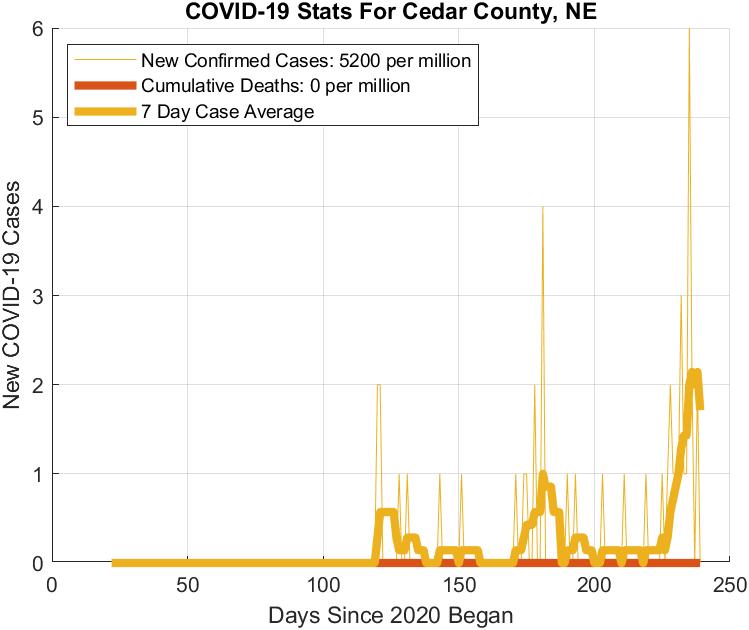 COVID-19 Stats For Cedar County, NE
New Confirmed Cases: 5200 per million
Cumulative Deaths: 0 per million
7 Day Case Average
New COVID-19 Cases
6
5
4
3
2
1
0
0 50 100 150 200 250
Days Since 2020 Began